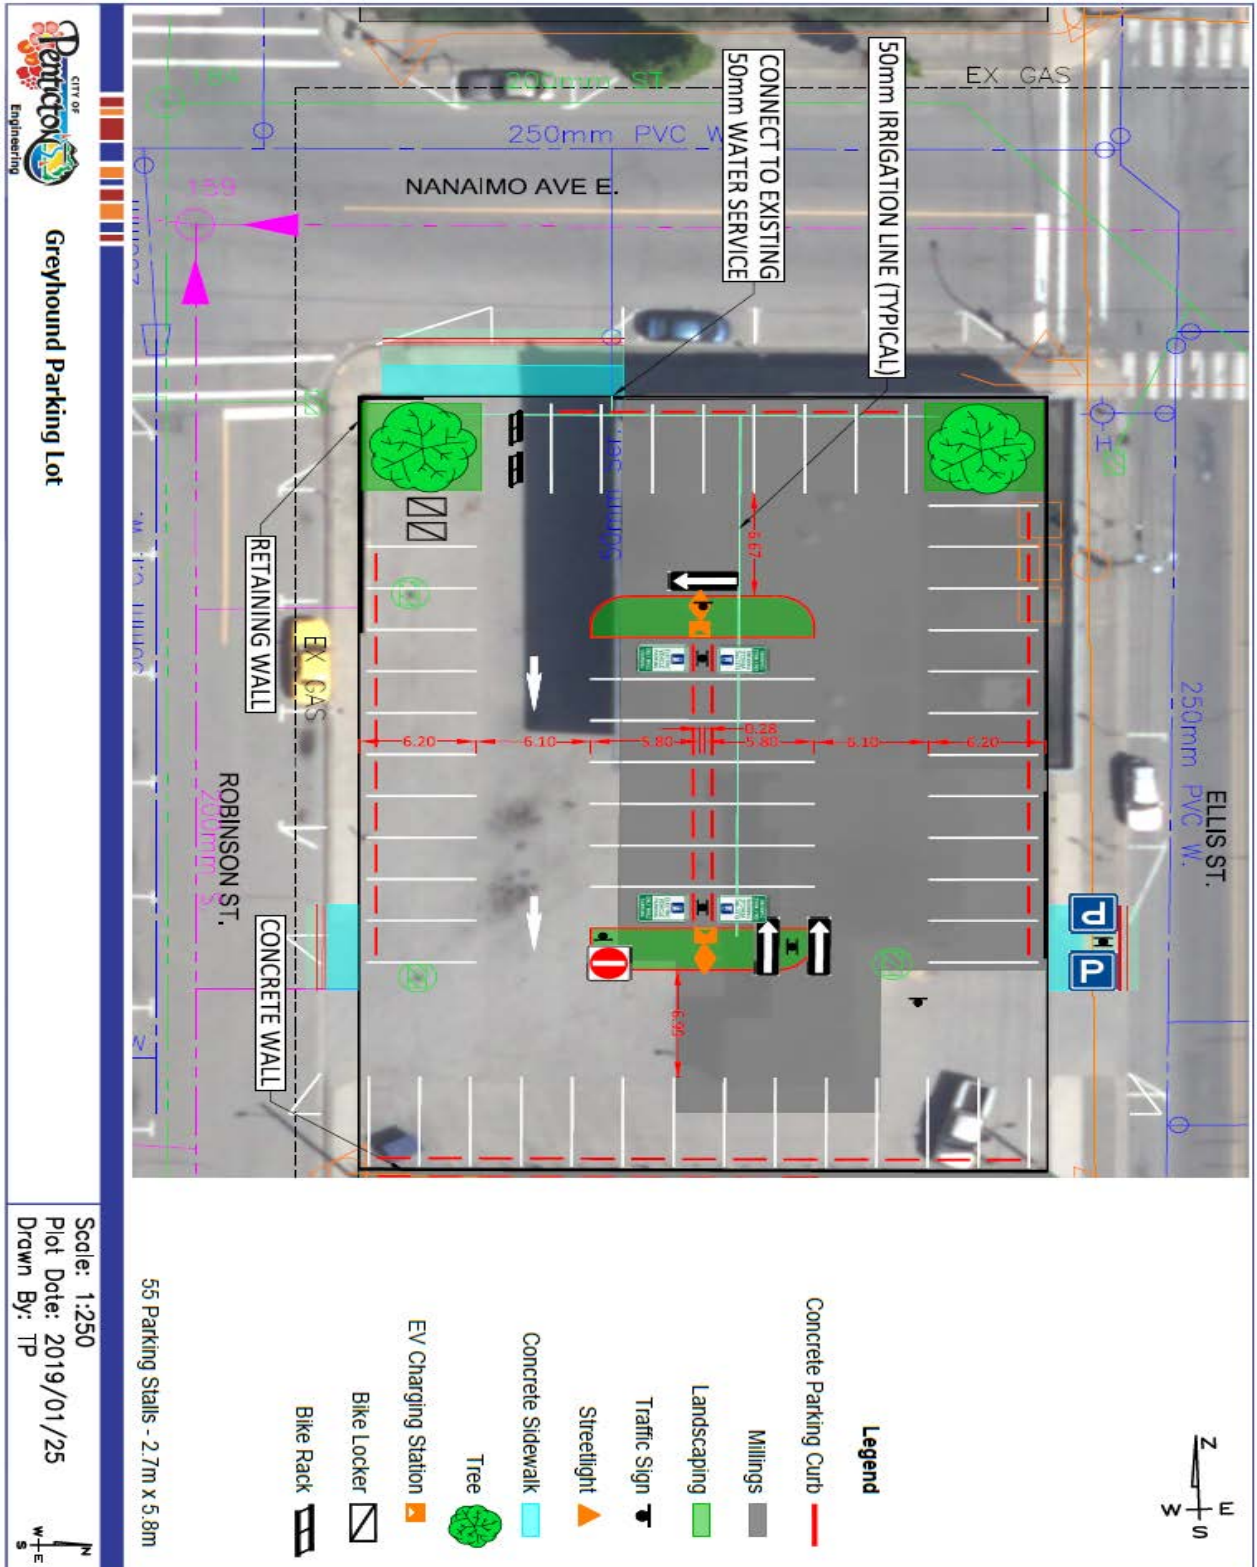 CITY OF
Penticton
Engineering
Greyhound Parking Lot
Scale: 1:250
Plot Date: 2019/01/25
Drawn By: TP
N
W E
S
55 Parking Stalls - 2.7m x 5.8m
Legend
Concrete Parking Curb
Millings
Landscaping
Traffic Sign
Streetlight
Concrete Sidewalk
EV Charging Station
Tree
Bike Locker
Bike Rack
N
W E
S
50mm IRRIGATION LINE (TYPICAL)
CONNECT TO EXISTING
50mm WATER SERVICE
RETAINING WALL
CONCRETE WALL
NANAIMO AVE E.
ROBINSON ST.
ELLIS ST.
EX GAS
EX GAS
200mm ST.
250mm PVC W
250mm PVC W.
200mm S.
184
159
50mm Ser.
6.67
6.20
6.10
5.80
0.28
5.80
6.10
6.20
P
P